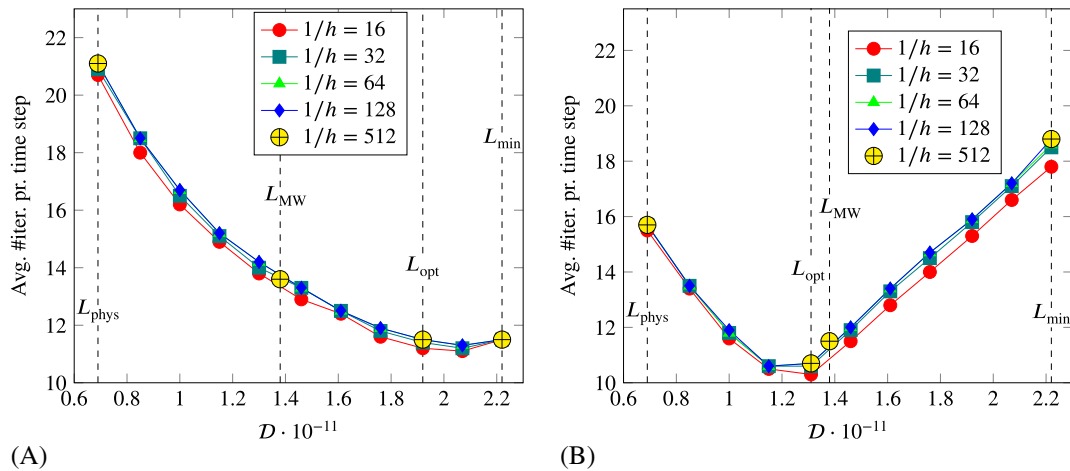 Avg. #iter. pr. time step
22
20
18
16
14
12
10
0.6 0.8 1 1.2 1.4 1.6 1.8 2 2.2
𝒟 · 10⁻¹¹
1/h = 16
1/h = 32
1/h = 64
1/h = 128
1/h = 512
L_min
L_MW
L_opt
L_phys
(A)
Avg. #iter. pr. time step
22
20
18
16
14
12
10
0.6 0.8 1 1.2 1.4 1.6 1.8 2 2.2
𝒟 · 10⁻¹¹
1/h = 16
1/h = 32
1/h = 64
1/h = 128
1/h = 512
L_MW
L_opt
L_phys
L_min
(B)